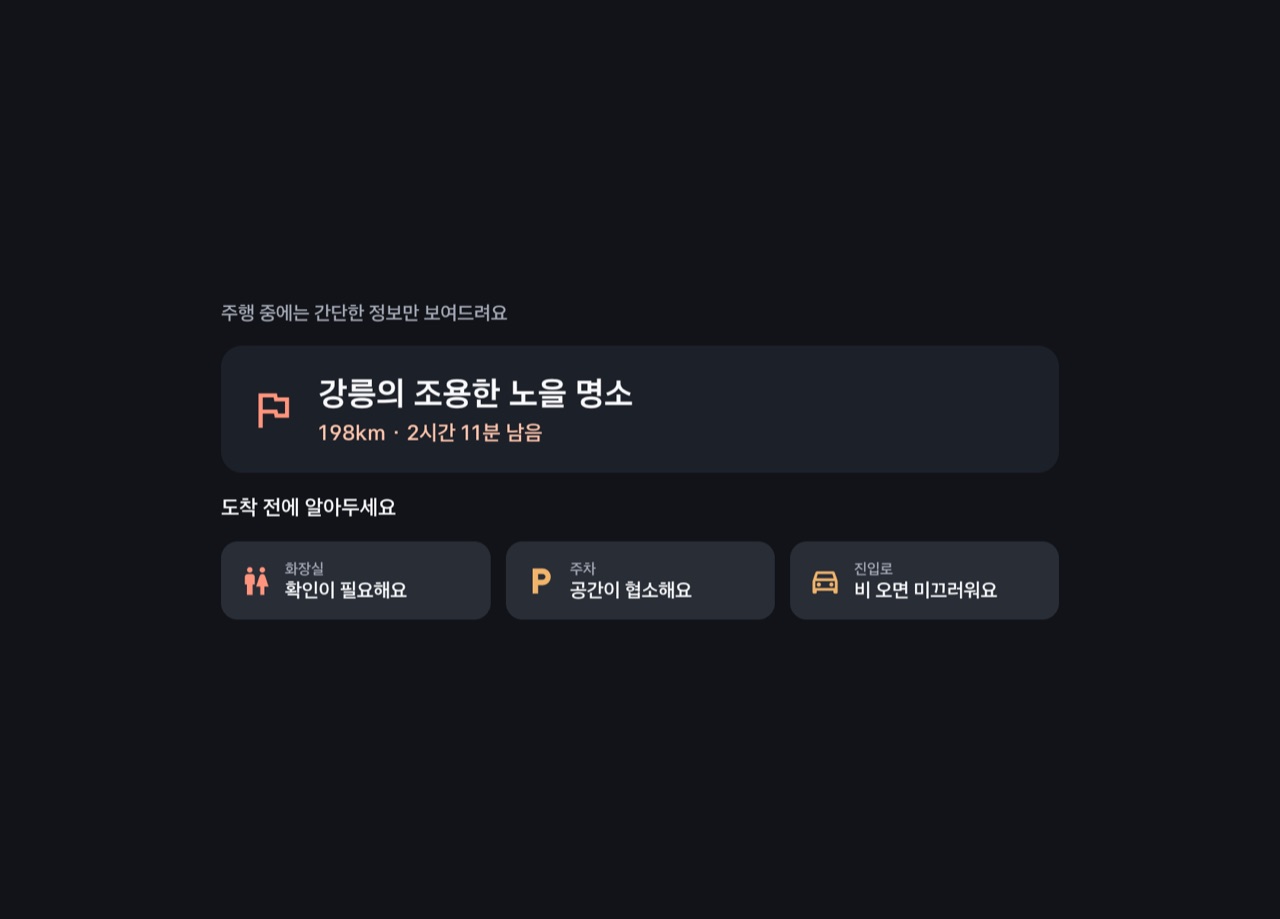 주행 중에는 간단한 정보만 보여드려요
강릉의 조용한 노을 명소
198km · 2시간 11분 남음
도착 전에 알아두세요
화장실
확인이 필요해요
P
주차
공간이 협소해요
진입로
비 오면 미끄러워요